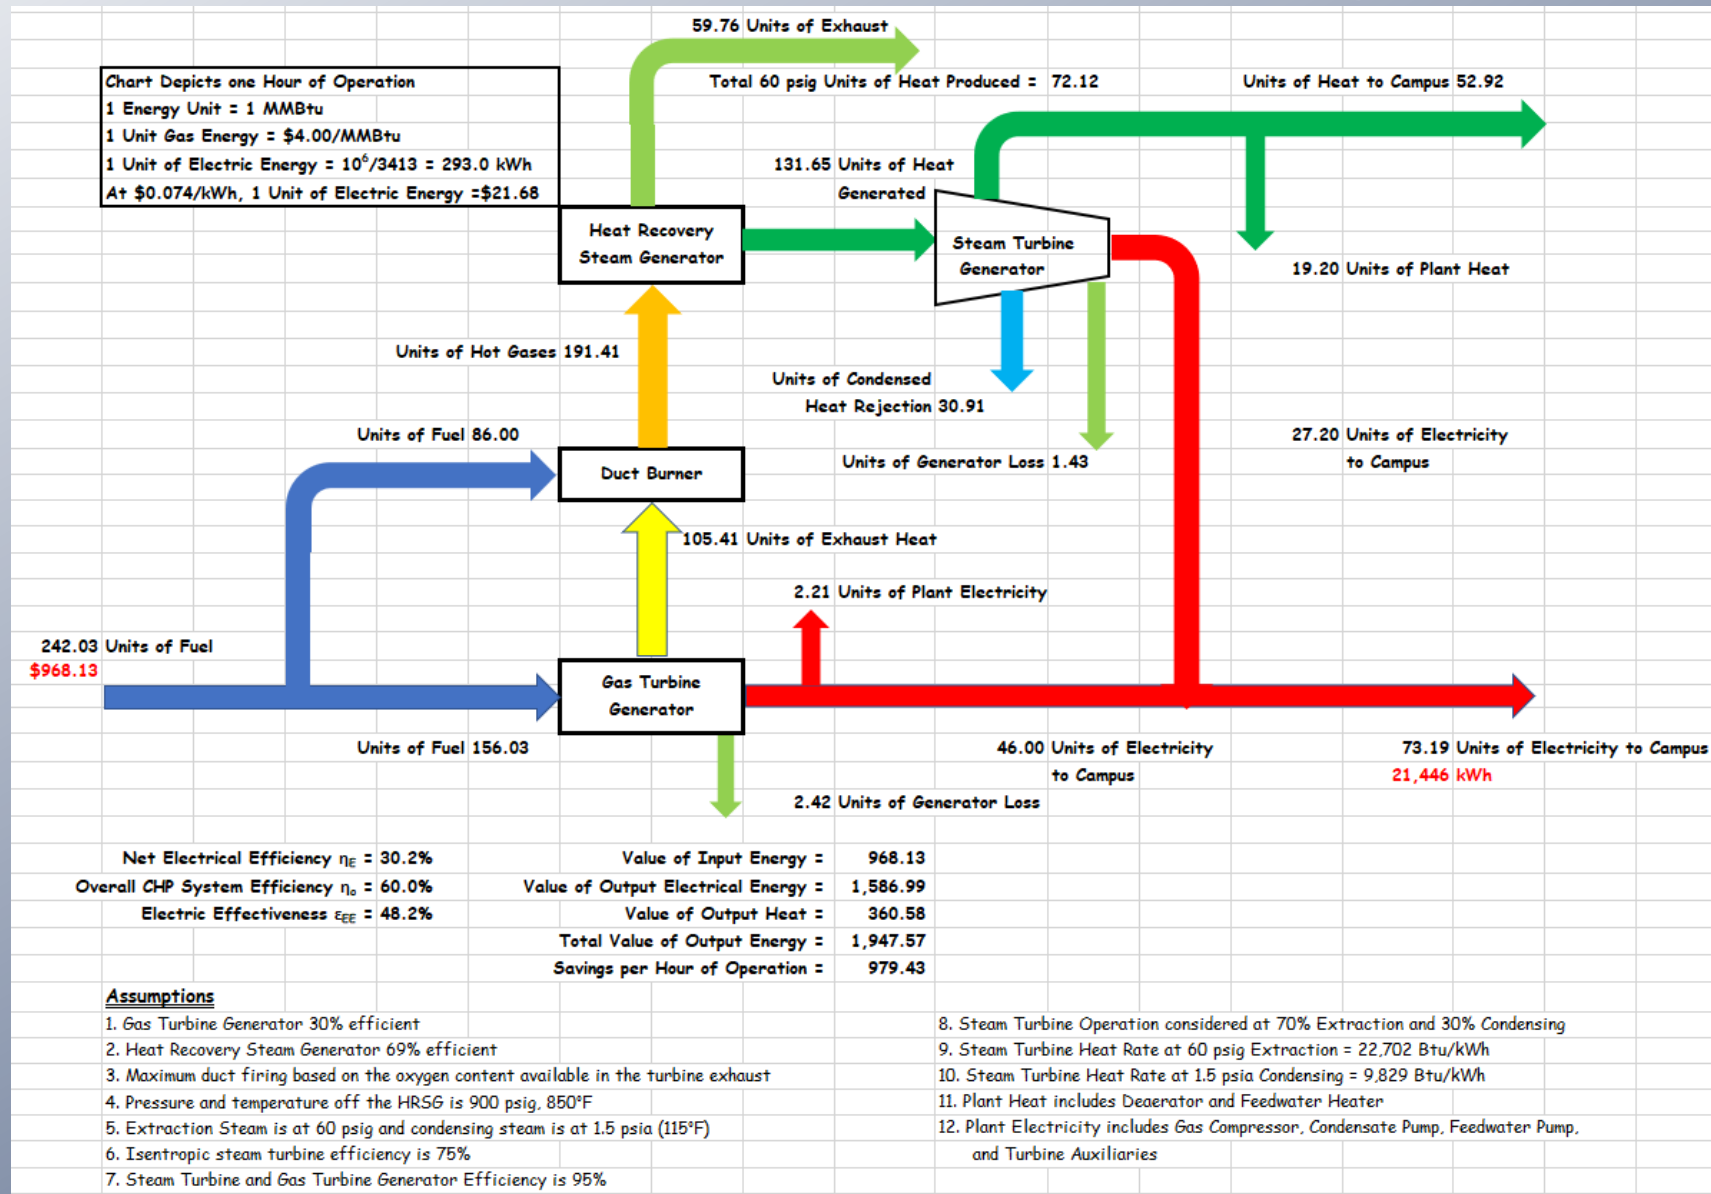 59.76 Units of Exhaust
Chart Depicts one Hour of Operation
1 Energy Unit = 1 MMBtu
1 Unit Gas Energy = $4.00/MMBtu
1 Unit of Electric Energy = 10⁶/3413 = 293.0 kWh
At $0.074/kWh, 1 Unit of Electric Energy =$21.68
Total 60 psig Units of Heat Produced = 72.12
Units of Heat to Campus 52.92
131.65 Units of Heat
Generated
Heat Recovery
Steam Generator
Steam Turbine
Generator
19.20 Units of Plant Heat
Units of Hot Gases 191.41
Units of Condensed
Heat Rejection 30.91
Units of Fuel 86.00
27.20 Units of Electricity
to Campus
Units of Generator Loss 1.43
Duct Burner
105.41 Units of Exhaust Heat
2.21 Units of Plant Electricity
242.03 Units of Fuel
$968.13
Gas Turbine
Generator
Units of Fuel 156.03
46.00 Units of Electricity
to Campus
73.19 Units of Electricity to Campus
21,446 kWh
2.42 Units of Generator Loss
Net Electrical Efficiency ηE = 30.2%
Overall CHP System Efficiency ηo = 60.0%
Electric Effectiveness εEE = 48.2%
Value of Input Energy = 968.13
Value of Output Electrical Energy = 1,586.99
Value of Output Heat = 360.58
Total Value of Output Energy = 1,947.57
Savings per Hour of Operation = 979.43
Assumptions
1. Gas Turbine Generator 30% efficient
2. Heat Recovery Steam Generator 69% efficient
3. Maximum duct firing based on the oxygen content available in the turbine exhaust
4. Pressure and temperature off the HRSG is 900 psig, 850°F
5. Extraction Steam is at 60 psig and condensing steam is at 1.5 psia (115°F)
6. Isentropic steam turbine efficiency is 75%
7. Steam Turbine and Gas Turbine Generator Efficiency is 95%
8. Steam Turbine Operation considered at 70% Extraction and 30% Condensing
9. Steam Turbine Heat Rate at 60 psig Extraction = 22,702 Btu/kWh
10. Steam Turbine Heat Rate at 1.5 psia Condensing = 9,829 Btu/kWh
11. Plant Heat includes Deaerator and Feedwater Heater
12. Plant Electricity includes Gas Compressor, Condensate Pump, Feedwater Pump,
and Turbine Auxiliaries